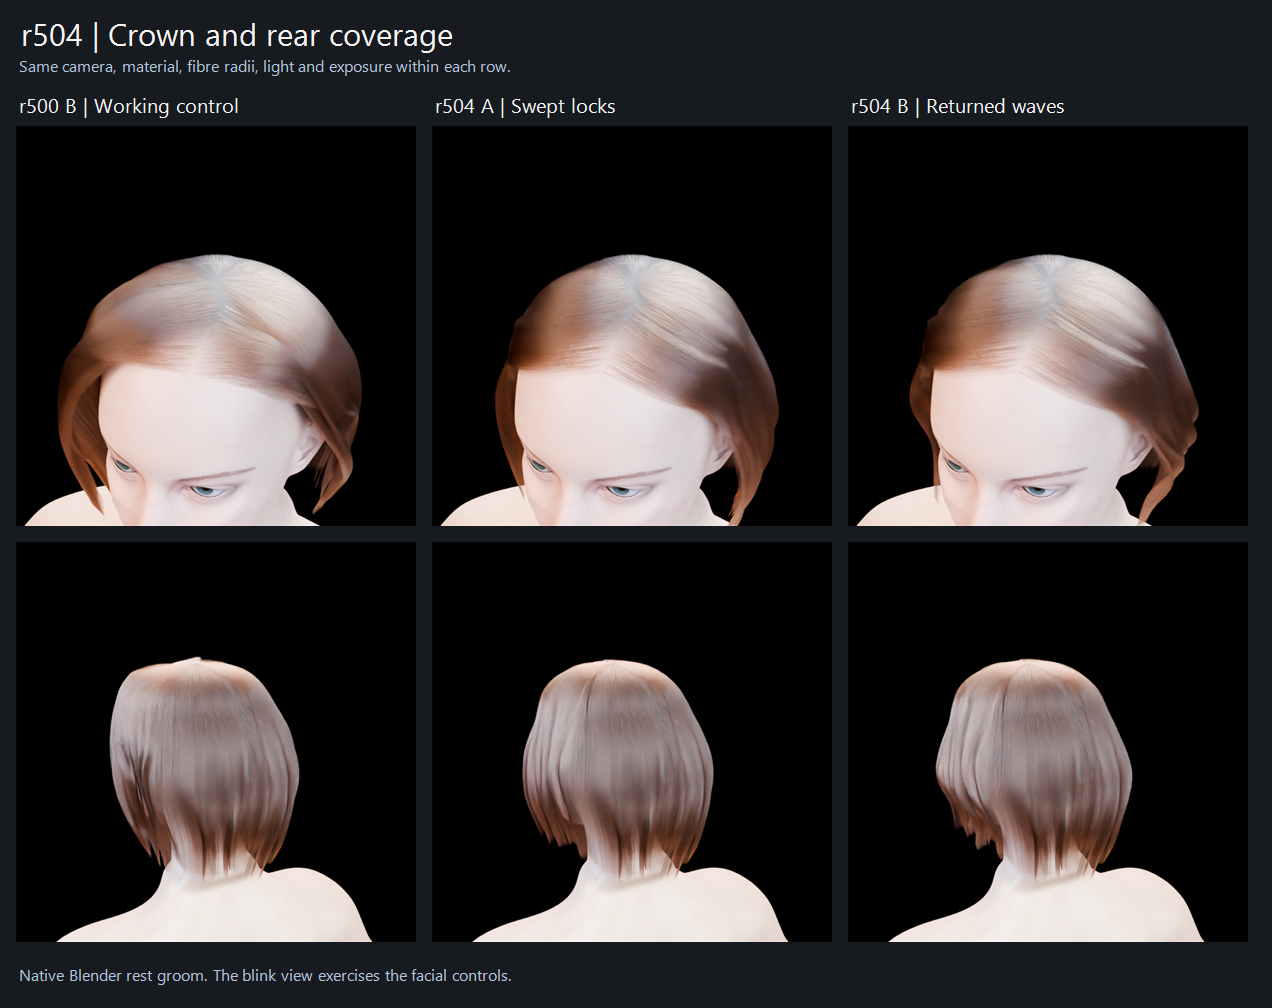 r504 | Crown and rear coverage
Same camera, material, fibre radii, light and exposure within each row.
r500 B | Working control
r504 A | Swept locks
r504 B | Returned waves
Native Blender rest groom. The blink view exercises the facial controls.